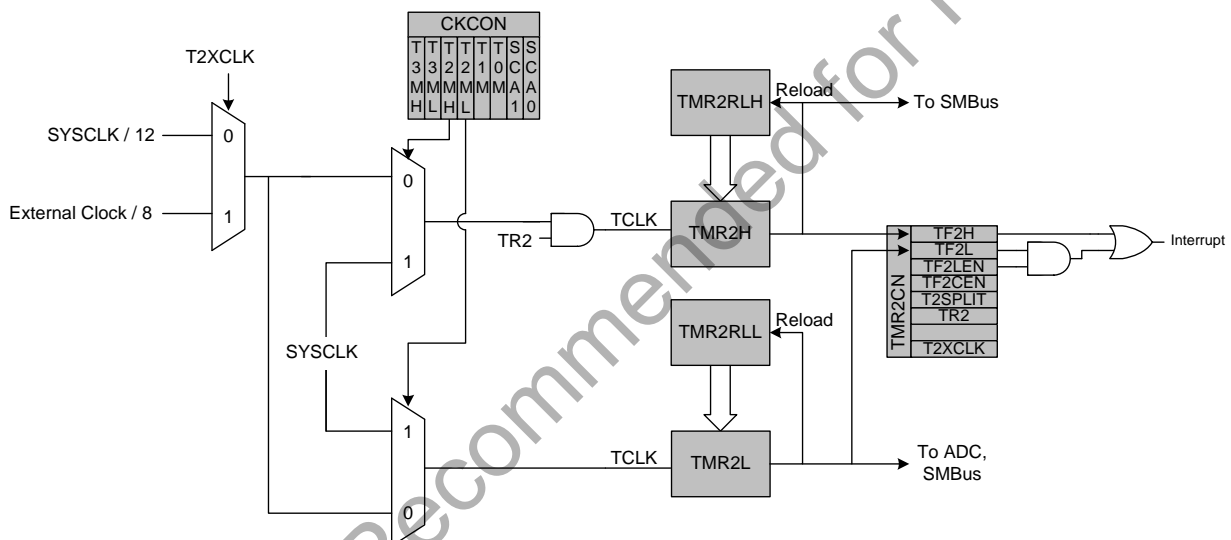 CKCON
T3MH
T3ML
T2MH
T2ML
T1M
T0M
SCA1
SCA0
T2XCLK
SYSCLK / 12
0
External Clock / 8
1
0
1
SYSCLK
1
0
TR2
TCLK
TMR2RLH
Reload
To SMBus
TMR2H
TMR2RLL
Reload
TCLK
TMR2L
To ADC,
SMBus
TMR2CN
TF2H
TF2L
TF2LEN
TF2CEN
T2SPLIT
TR2
T2XCLK
Interrupt
Recommended for